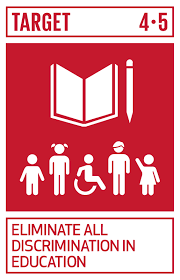 TARGET 4·5
ELIMINATE ALL
DISCRIMINATION IN
EDUCATION